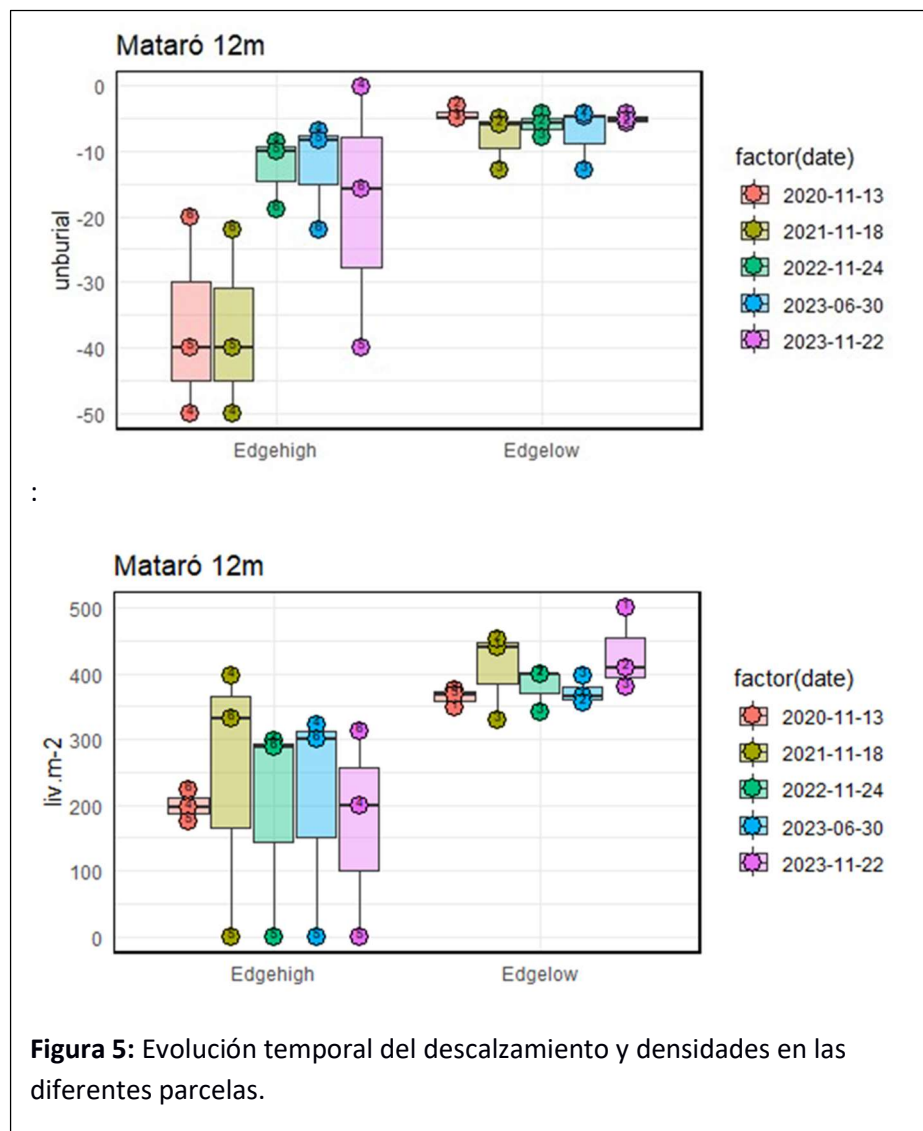 Mataró 12m
0
-10
-20
-30
-40
-50
unburial
Edgehigh Edgelow
factor(date)
2020-11-13
2021-11-18
2022-11-24
2023-06-30
2023-11-22
:
Mataró 12m
500
400
300
200
100
0
liv.m-2
Edgehigh Edgelow
factor(date)
2020-11-13
2021-11-18
2022-11-24
2023-06-30
2023-11-22
Figura 5: Evolución temporal del descalzamiento y densidades en las
diferentes parcelas.